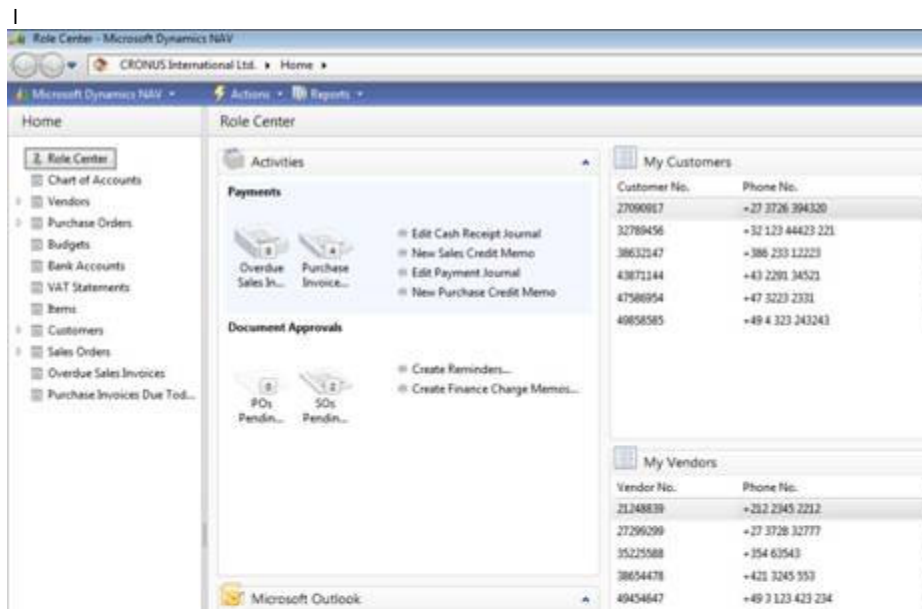 Role Center - Microsoft Dynamics NAV
CRONUS International Ltd. ▸ Home ▸
Microsoft Dynamics NAV Actions Reports
Home
Role Center
Chart of Accounts
Vendors
Purchase Orders
Budgets
Bank Accounts
VAT Statements
Items
Customers
Sales Orders
Overdue Sales Invoices
Purchase Invoices Due Tod...
Role Center
Activities
Payments
8
Overdue
Sales In...
4
Purchase
Invoice...
Edit Cash Receipt Journal
New Sales Credit Memo
Edit Payment Journal
New Purchase Credit Memo
Document Approvals
0
POs
Pendin...
2
SOs
Pendin...
Create Reminders...
Create Finance Charge Memos...
Microsoft Outlook
My Customers
Customer No. Phone No.
27090917 +27 3726 394320
32789456 +32 123 44423 221
38632147 +386 233 12223
43871144 +43 2291 34521
47586954 +47 3223 2331
49858585 +49 4 323 243243
My Vendors
Vendor No. Phone No.
21248839 +212 2345 2212
27299299 +27 3728 32777
35225588 +354 63543
38654478 +421 3245 553
49454647 +49 3 123 423 234